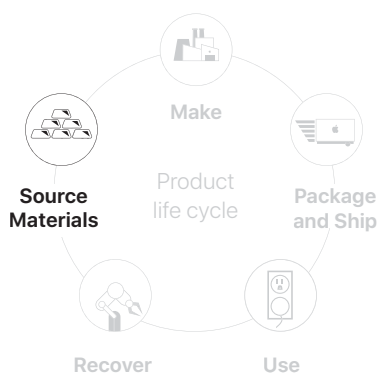 Make
Source
Materials
Product
life cycle
Package
and Ship
Recover
Use